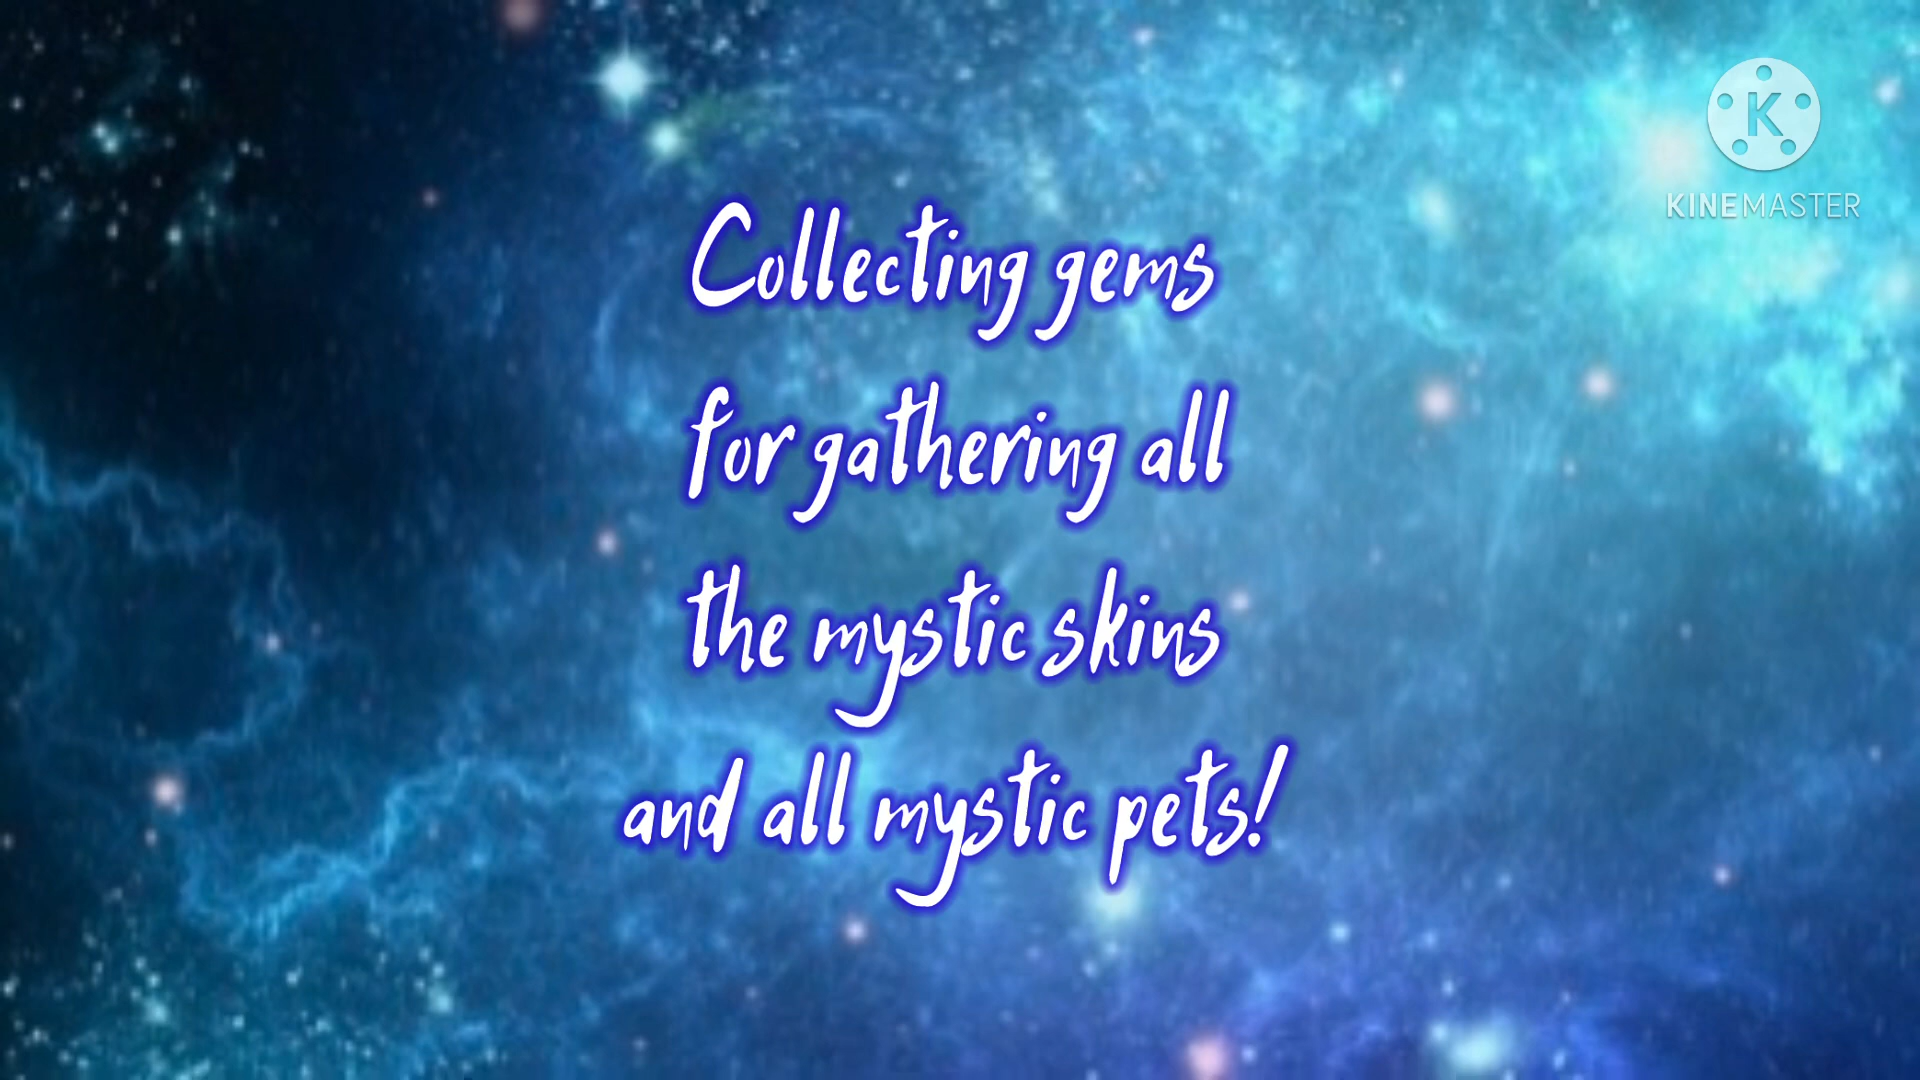 K
KINEMASTER
Collecting gems
for gathering all
the mystic skins
and all mystic pets!